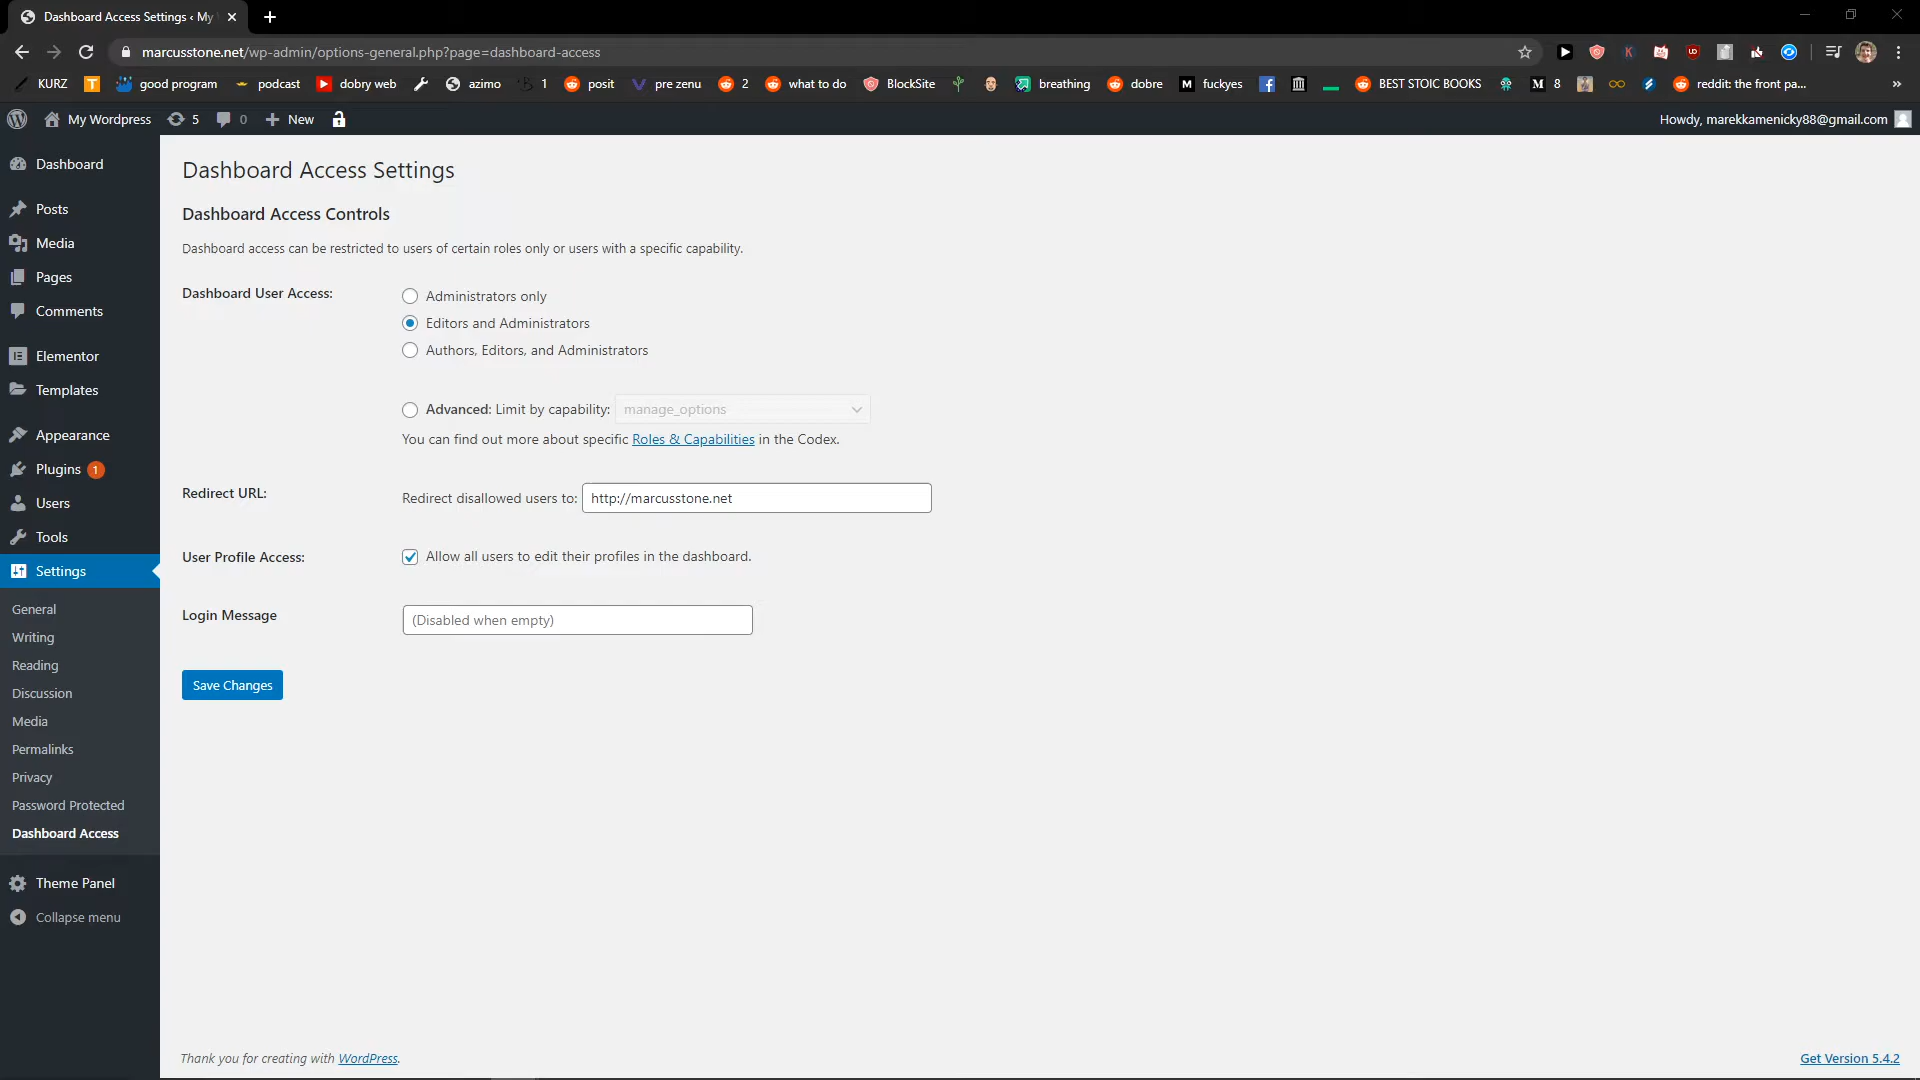 Dashboard Access Settings ‹ My
marcusstone.net/wp-admin/options-general.php?page=dashboard-access
KURZ T good program podcast dobry web azimo 1 posit pre zenu 2 what to do BlockSite breathing dobre M fuckyes BEST STOIC BOOKS M 8 reddit: the front pa... »
My Wordpress 5 0 + New Howdy, marekkamenicky88@gmail.com
Dashboard
Posts
Media
Pages
Comments
Elementor
Templates
Appearance
Plugins 1
Users
Tools
Settings
General
Writing
Reading
Discussion
Media
Permalinks
Privacy
Password Protected
Dashboard Access
Theme Panel
Collapse menu
Dashboard Access Settings
Dashboard Access Controls
Dashboard access can be restricted to users of certain roles only or users with a specific capability.
Dashboard User Access:
Administrators only
Editors and Administrators
Authors, Editors, and Administrators
Advanced: Limit by capability: manage_options
You can find out more about specific Roles & Capabilities in the Codex.
Redirect URL:
Redirect disallowed users to: http://marcusstone.net
User Profile Access:
Allow all users to edit their profiles in the dashboard.
Login Message
(Disabled when empty)
Save Changes
Thank you for creating with WordPress.
Get Version 5.4.2